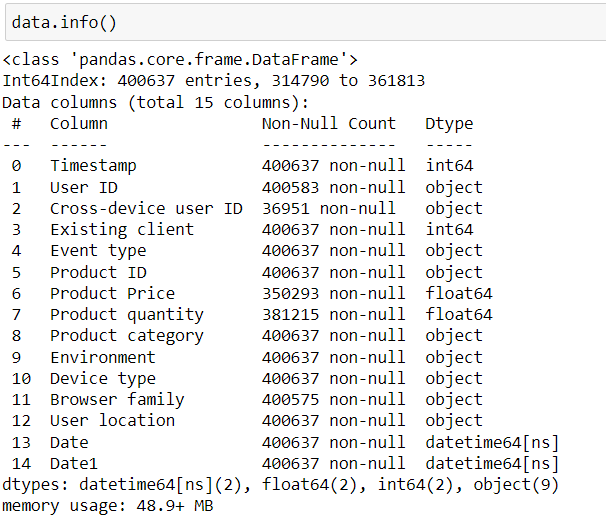 data.info()
<class 'pandas.core.frame.DataFrame'>
Int64Index: 400637 entries, 314790 to 361813
Data columns (total 15 columns):
 #   Column                Non-Null Count   Dtype
---  ------                --------------   -----
 0   Timestamp             400637 non-null  int64
 1   User ID               400583 non-null  object
 2   Cross-device user ID  36951 non-null   object
 3   Existing client       400637 non-null  int64
 4   Event type            400637 non-null  object
 5   Product ID            400637 non-null  object
 6   Product Price         350293 non-null  float64
 7   Product quantity      381215 non-null  float64
 8   Product category      400637 non-null  object
 9   Environment           400637 non-null  object
 10  Device type           400637 non-null  object
 11  Browser family        400575 non-null  object
 12  User location         400637 non-null  object
 13  Date                  400637 non-null  datetime64[ns]
 14  Date1                 400637 non-null  datetime64[ns]
dtypes: datetime64[ns](2), float64(2), int64(2), object(9)
memory usage: 48.9+ MB